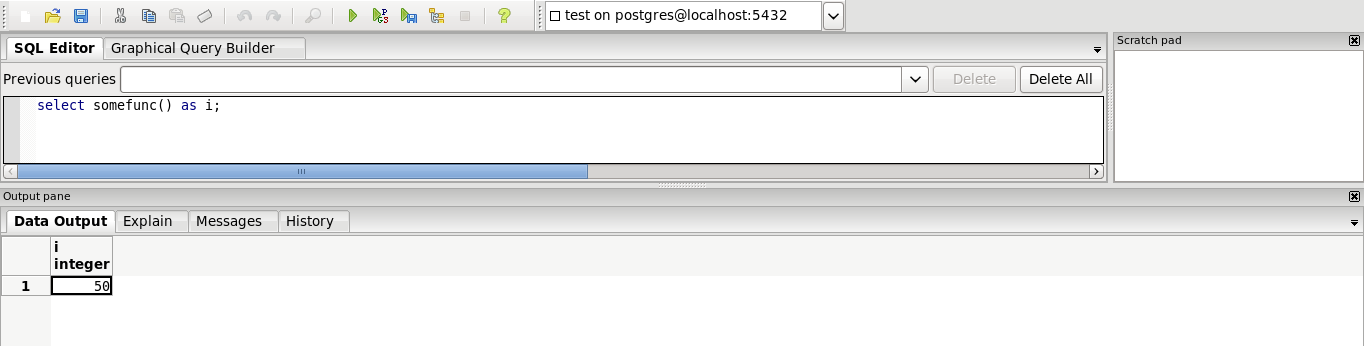 test on postgres@localhost:5432
SQL Editor Graphical Query Builder
Scratch pad
Previous queries Delete Delete All
select somefunc() as i;
Output pane
Data Output Explain Messages History
i
integer
1 50